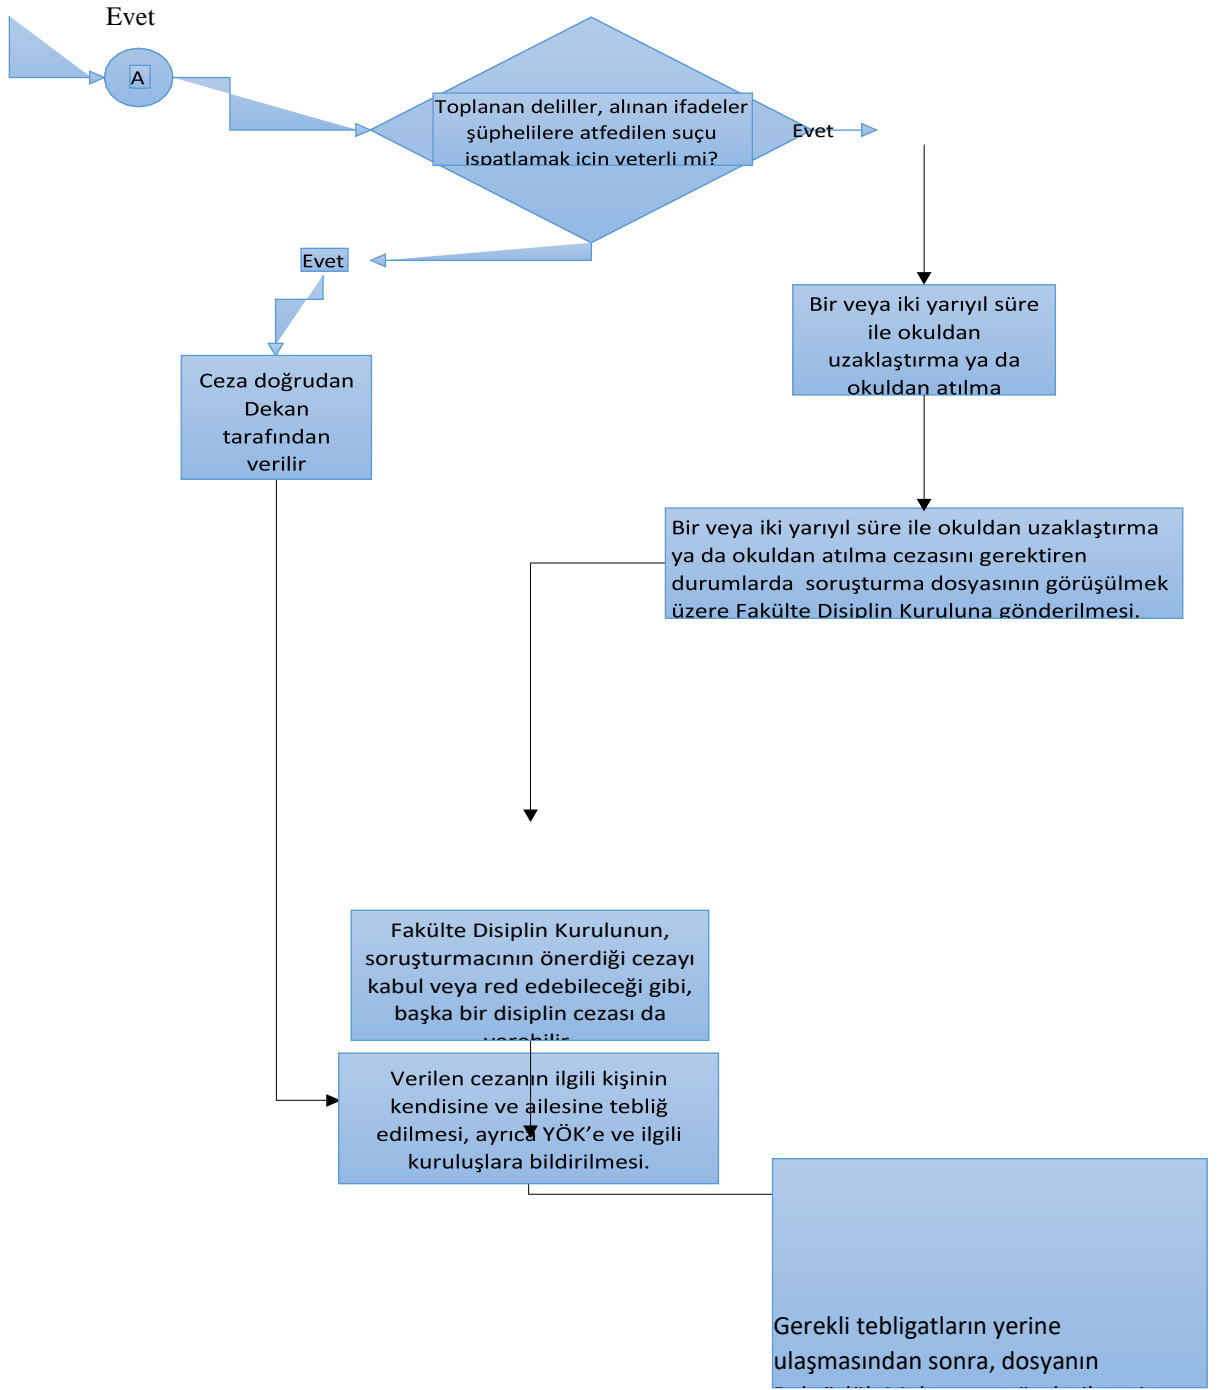 Evet
A
Toplanan deliller, alınan ifadeler
şüphelilere atfedilen suçu
ispatlamak için yeterli mi?
Evet
Evet
Bir veya iki yarıyıl süre
ile okuldan
uzaklaştırma ya da
okuldan atılma
Ceza doğrudan
Dekan
tarafından
verilir
Bir veya iki yarıyıl süre ile okuldan uzaklaştırma
ya da okuldan atılma cezasını gerektiren
durumlarda soruşturma dosyasının görüşülmek
üzere Fakülte Disiplin Kuruluna gönderilmesi.
Fakülte Disiplin Kurulunun,
soruşturmacının önerdiği cezayı
kabul veya red edebileceği gibi,
başka bir disiplin cezası da
verebilir
Verilen cezanın ilgili kişinin
kendisine ve ailesine tebliğ
edilmesi, ayrıca YÖK’e ve ilgili
kuruluşlara bildirilmesi.
Gerekli tebligatların yerine
ulaşmasından sonra, dosyanın